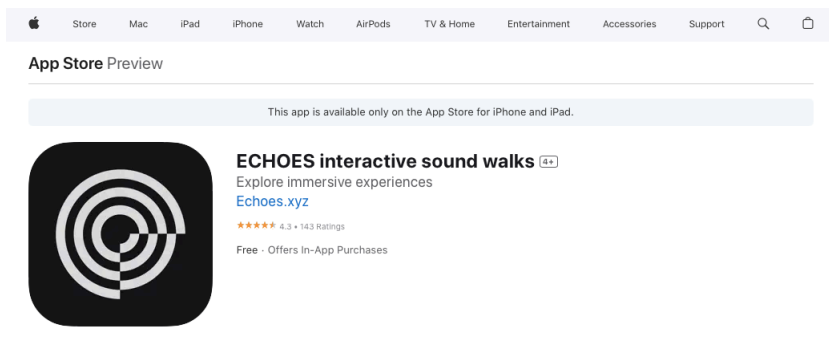 Store Mac iPad iPhone Watch AirPods TV & Home Entertainment Accessories Support
App Store Preview
This app is available only on the App Store for iPhone and iPad.
ECHOES interactive sound walks 4+
Explore immersive experiences
Echoes.xyz
4.3 • 143 Ratings
Free · Offers In-App Purchases